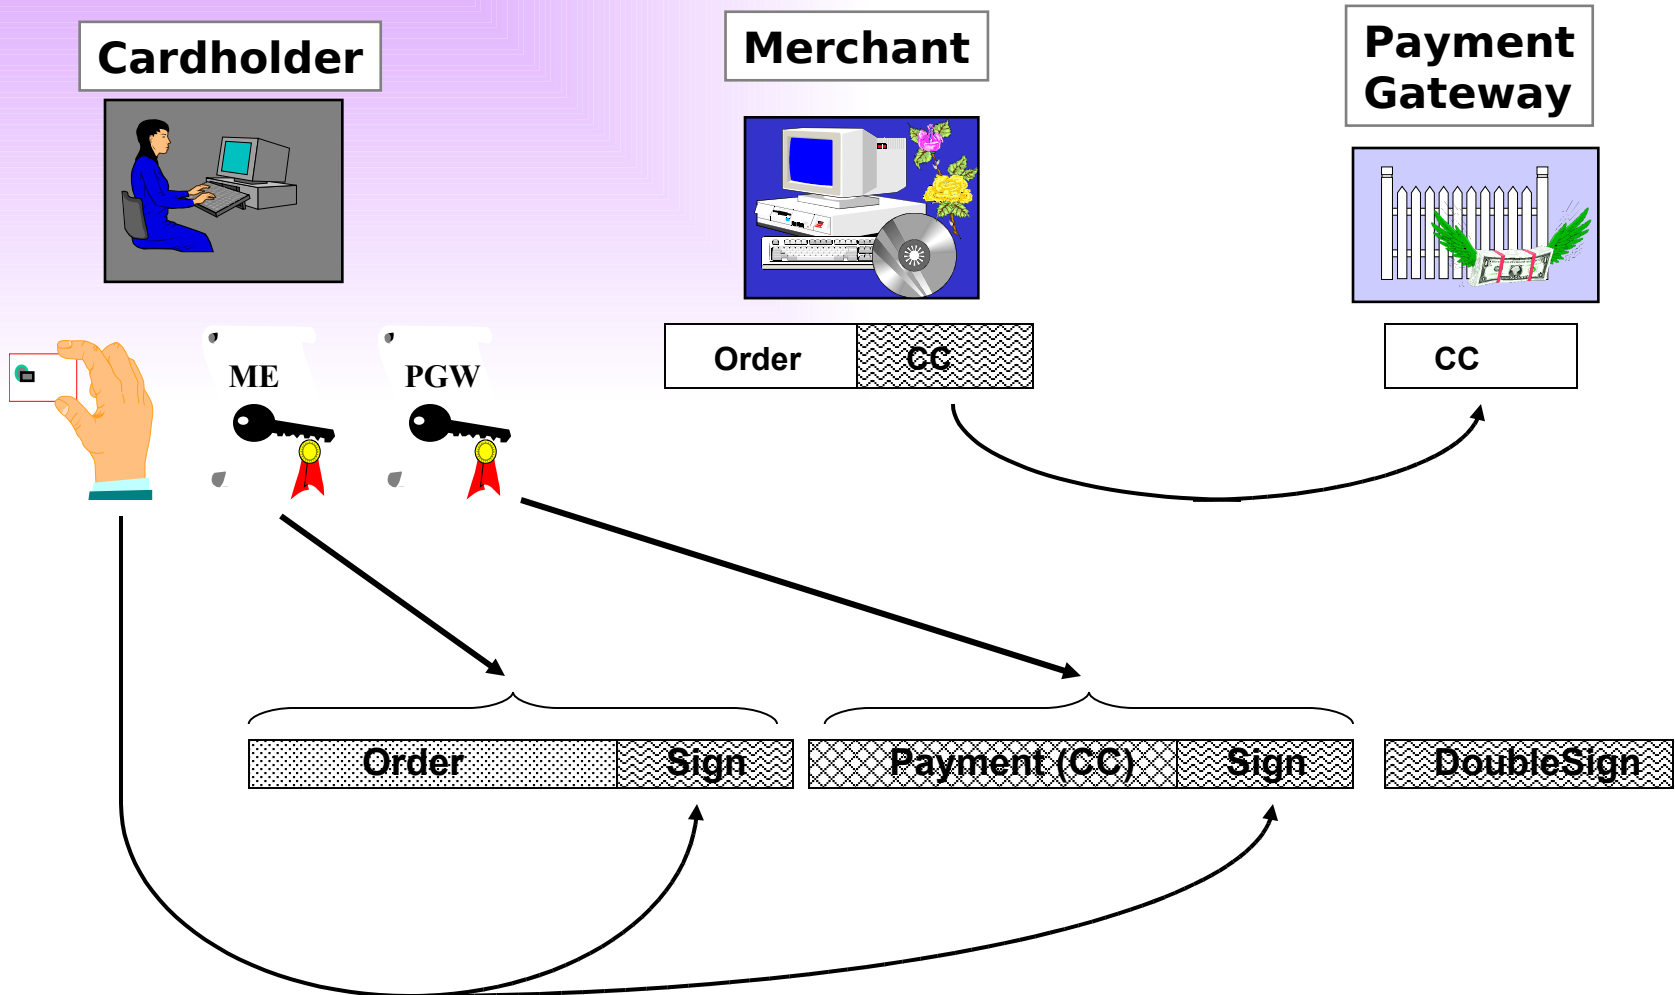 Cardholder
Merchant
Payment
Gateway
ME
PGW
Order
CC
CC
Order
Sign
Payment (CC)
Sign
DoubleSign